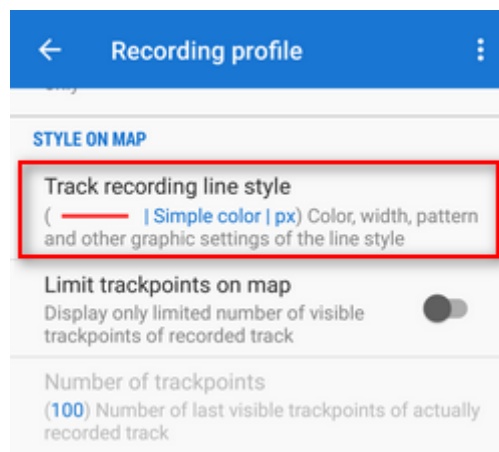 Recording profile
STYLE ON MAP
Track recording line style
( | Simple color | px) Color, width, pattern
and other graphic settings of the line style
Limit trackpoints on map
Display only limited number of visible
trackpoints of recorded track
Number of trackpoints
(100) Number of last visible trackpoints of actually
recorded track